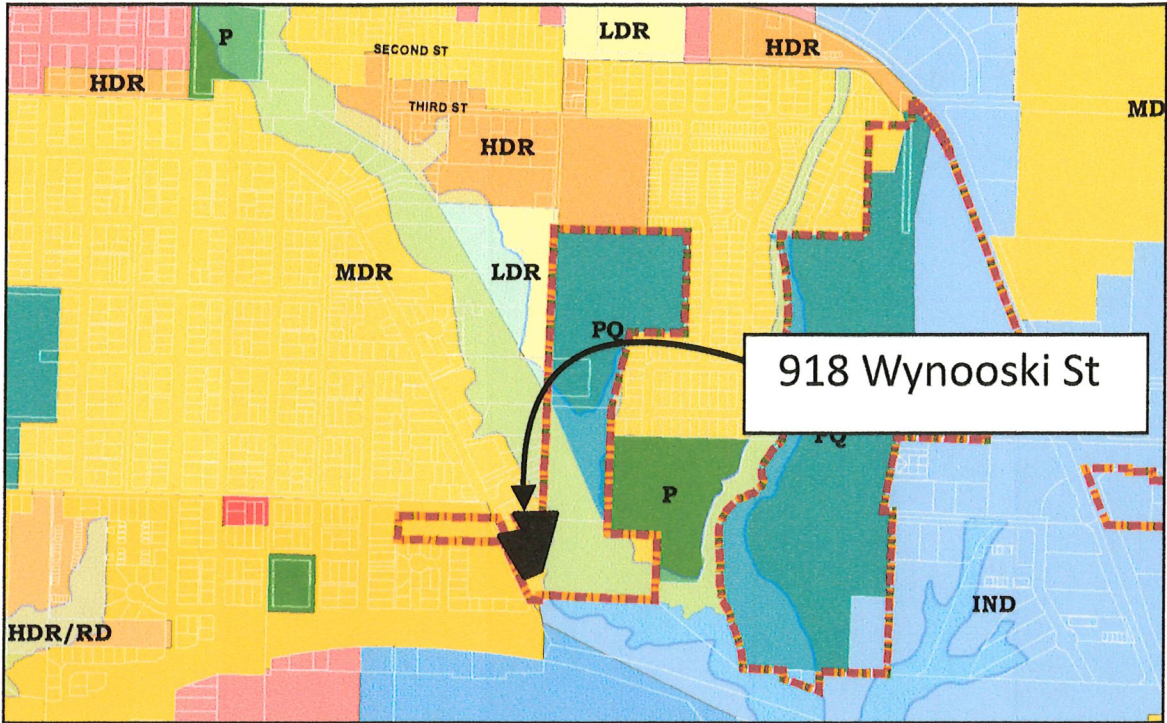 P
LDR
HDR
SECOND ST
HDR
THIRD ST
MD
HDR
MDR
LDR
PQ
918 Wynooski St
PQ
P
IND
HDR/RD